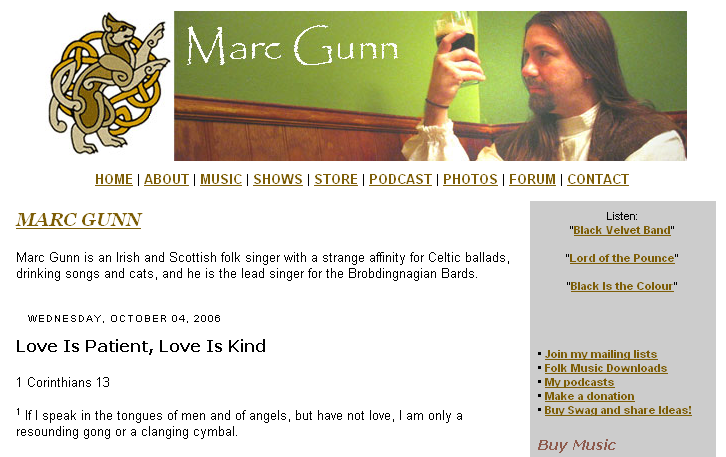 Marc Gunn
HOME | ABOUT | MUSIC | SHOWS | STORE | PODCAST | PHOTOS | FORUM | CONTACT
MARC GUNN
Marc Gunn is an Irish and Scottish folk singer with a strange affinity for Celtic ballads,
drinking songs and cats, and he is the lead singer for the Brobdingnagian Bards.
WEDNESDAY, OCTOBER 04, 2006
Love Is Patient, Love Is Kind
1 Corinthians 13
1 If I speak in the tongues of men and of angels, but have not love, I am only a
resounding gong or a clanging cymbal.
Listen:
"Black Velvet Band"
"Lord of the Pounce"
"Black Is the Colour"
▪ Join my mailing lists
▪ Folk Music Downloads
▪ My podcasts
▪ Make a donation
▪ Buy Swag and share Ideas!
Buy Music